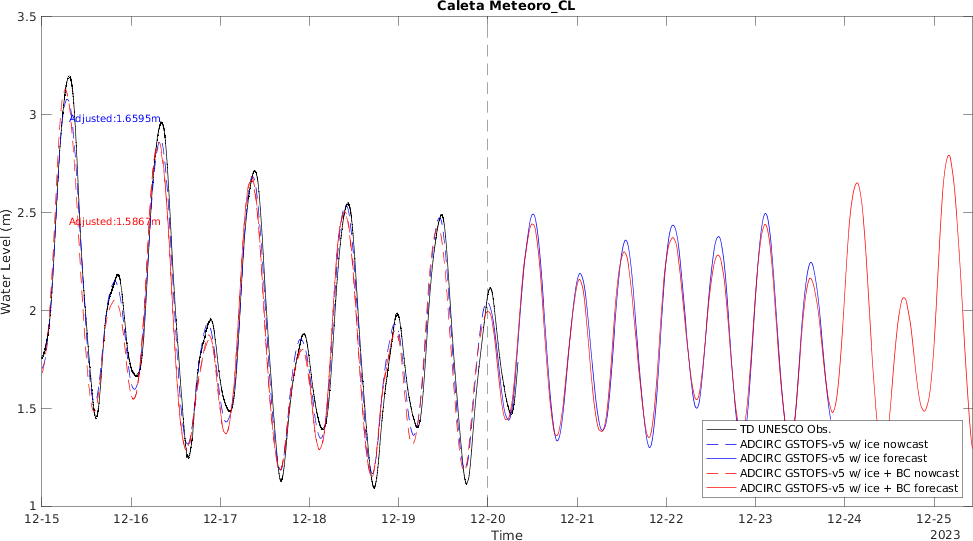 Caleta Meteoro_CL
3.5
3
2.5
2
1.5
1
Water Level (m)
Adjusted:1.6595m
Adjusted:1.5867m
TD UNESCO Obs.
ADCIRC GSTOFS-v5 w/ ice nowcast
ADCIRC GSTOFS-v5 w/ ice forecast
ADCIRC GSTOFS-v5 w/ ice + BC nowcast
ADCIRC GSTOFS-v5 w/ ice + BC forecast
12-15 12-16 12-17 12-18 12-19 12-20 12-21 12-22 12-23 12-24 12-25
Time
2023